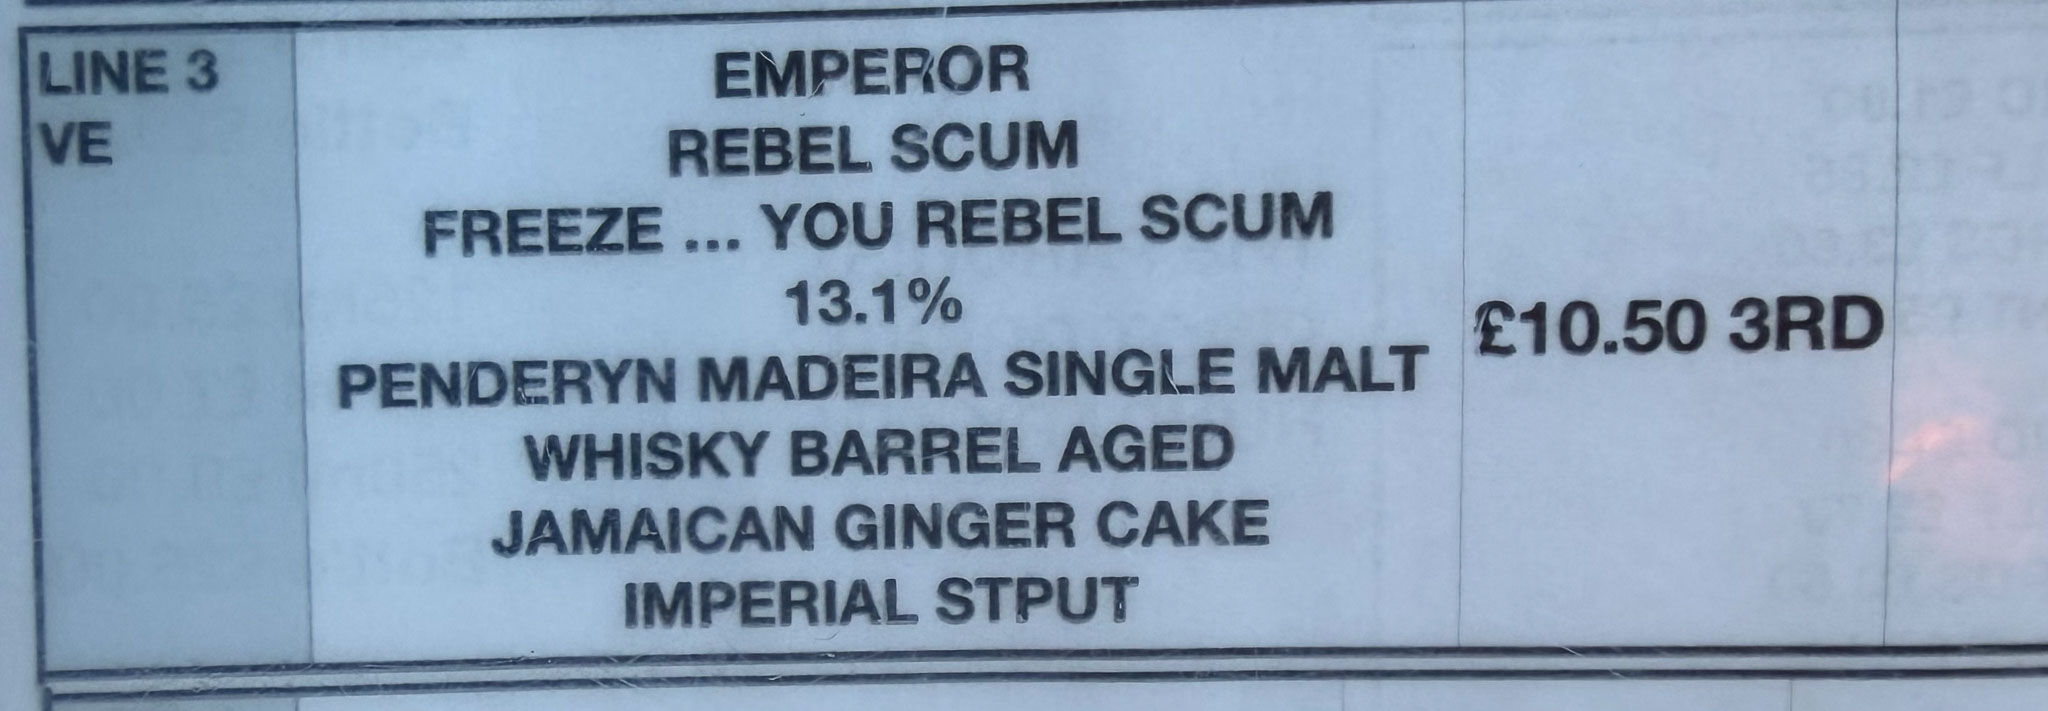 LINE 3
VE
EMPEROR
REBEL SCUM
FREEZE ... YOU REBEL SCUM
13.1%
PENDERYN MADEIRA SINGLE MALT
WHISKY BARREL AGED
JAMAICAN GINGER CAKE
IMPERIAL STPUT
£10.50 3RD